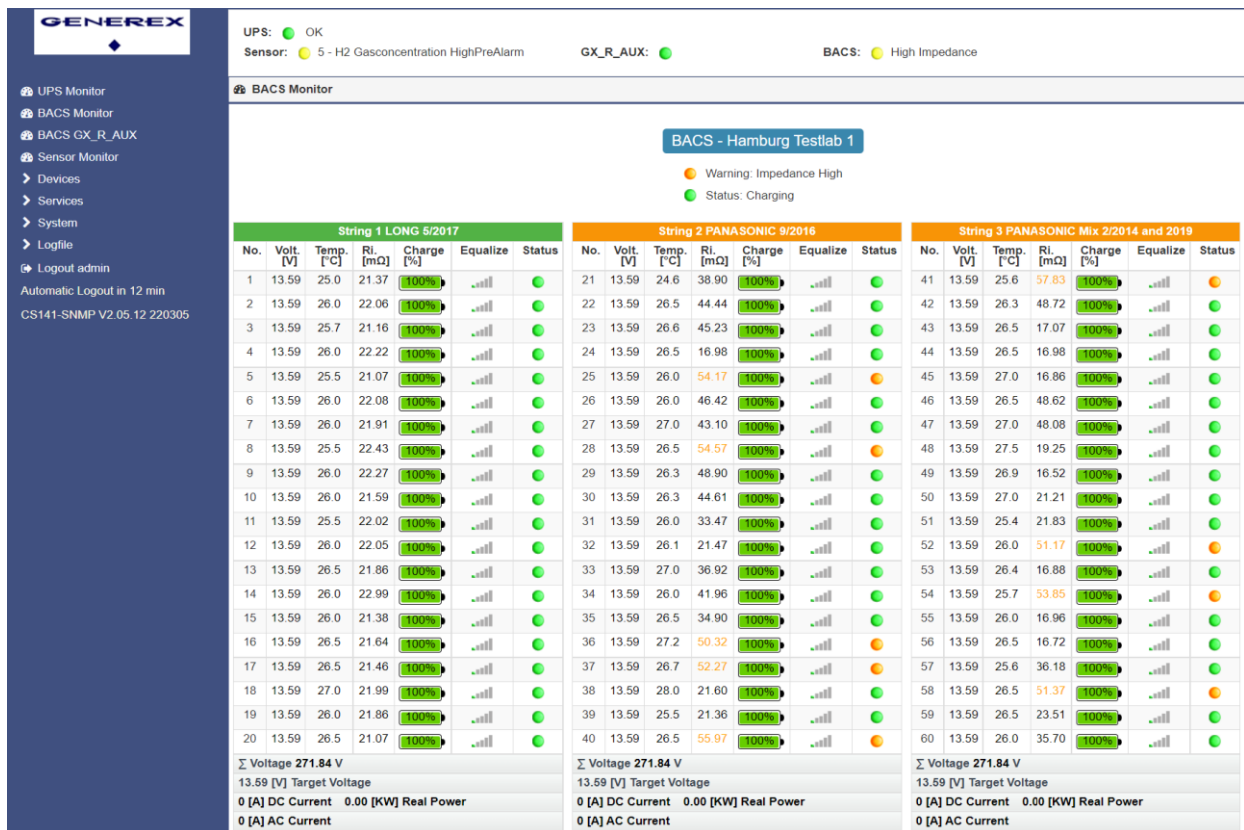 GENEREX
UPS: OK
Sensor: 5 - H2 Gasconcentration HighPreAlarm GX_R_AUX: BACS: High Impedance
UPS Monitor
BACS Monitor
BACS GX_R_AUX
Sensor Monitor
Devices
Services
System
Logfile
Logout admin
Automatic Logout in 12 min
CS141-SNMP V2.05.12 220305
BACS Monitor
BACS - Hamburg Testlab 1
Warning: Impedance High
Status: Charging
String 1 LONG 5/2017
No. Volt. [V] Temp. [°C] Ri. [mΩ] Charge [%] Equalize Status
1 13.59 25.0 21.37 100%
2 13.59 26.0 22.06 100%
3 13.59 25.7 21.16 100%
4 13.59 26.0 22.22 100%
5 13.59 25.5 21.07 100%
6 13.59 26.0 22.08 100%
7 13.59 26.0 21.91 100%
8 13.59 25.5 22.43 100%
9 13.59 26.0 22.27 100%
10 13.59 26.0 21.59 100%
11 13.59 25.5 22.02 100%
12 13.59 26.0 22.05 100%
13 13.59 26.5 21.86 100%
14 13.59 26.0 22.99 100%
15 13.59 26.0 21.38 100%
16 13.59 26.5 21.64 100%
17 13.59 26.5 21.46 100%
18 13.59 27.0 21.99 100%
19 13.59 26.0 21.86 100%
20 13.59 26.5 21.07 100%
∑ Voltage 271.84 V
13.59 [V] Target Voltage
0 [A] DC Current 0.00 [KW] Real Power
0 [A] AC Current
String 2 PANASONIC 9/2016
No. Volt. [V] Temp. [°C] Ri. [mΩ] Charge [%] Equalize Status
21 13.59 24.6 38.90 100%
22 13.59 26.5 44.44 100%
23 13.59 26.6 45.23 100%
24 13.59 26.5 16.98 100%
25 13.59 26.0 54.17 100%
26 13.59 26.0 46.42 100%
27 13.59 27.0 43.10 100%
28 13.59 26.5 54.57 100%
29 13.59 26.3 48.90 100%
30 13.59 26.3 44.61 100%
31 13.59 26.0 33.47 100%
32 13.59 26.1 21.47 100%
33 13.59 27.0 36.92 100%
34 13.59 26.0 41.96 100%
35 13.59 26.5 34.90 100%
36 13.59 27.2 50.32 100%
37 13.59 26.7 52.27 100%
38 13.59 28.0 21.60 100%
39 13.59 25.5 21.36 100%
40 13.59 26.5 55.97 100%
∑ Voltage 271.84 V
13.59 [V] Target Voltage
0 [A] DC Current 0.00 [KW] Real Power
0 [A] AC Current
String 3 PANASONIC Mix 2/2014 and 2019
No. Volt. [V] Temp. [°C] Ri. [mΩ] Charge [%] Equalize Status
41 13.59 25.6 57.83 100%
42 13.59 26.3 48.72 100%
43 13.59 26.5 17.07 100%
44 13.59 26.5 16.98 100%
45 13.59 27.0 16.86 100%
46 13.59 26.5 48.62 100%
47 13.59 27.0 48.08 100%
48 13.59 27.5 19.25 100%
49 13.59 26.9 16.52 100%
50 13.59 27.0 21.21 100%
51 13.59 25.4 21.83 100%
52 13.59 26.0 51.17 100%
53 13.59 26.4 16.88 100%
54 13.59 25.7 53.85 100%
55 13.59 26.0 16.96 100%
56 13.59 26.5 16.72 100%
57 13.59 25.6 36.18 100%
58 13.59 26.5 51.37 100%
59 13.59 26.5 23.51 100%
60 13.59 26.0 35.70 100%
∑ Voltage 271.84 V
13.59 [V] Target Voltage
0 [A] DC Current 0.00 [KW] Real Power
0 [A] AC Current